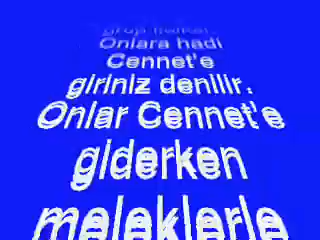 Onlara hadi
Cennet'e
giriniz denilir.
Onlar Cennet'e
giderken
meleklerle